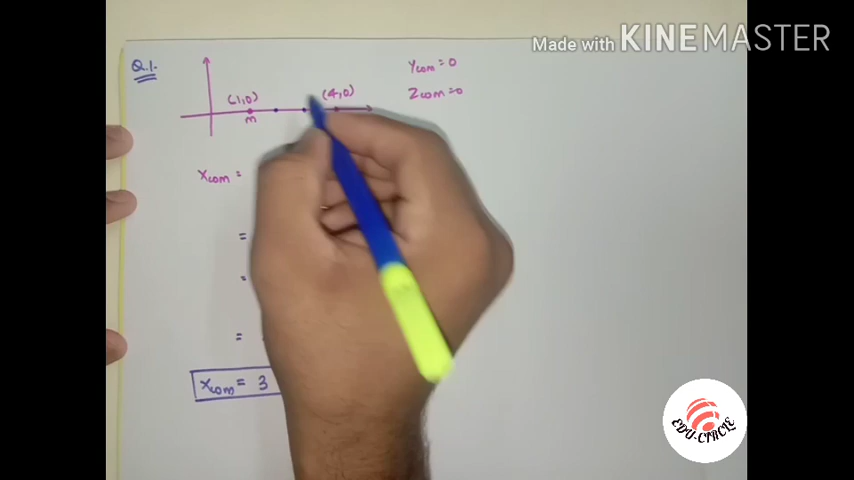 Made with KINEMASTER
Q.1.
Ycom = 0
Zcom = 0
(1,0) (4,0)
m
Xcom =
=
=
=
Xcom = 3
EDU-CIRCLE